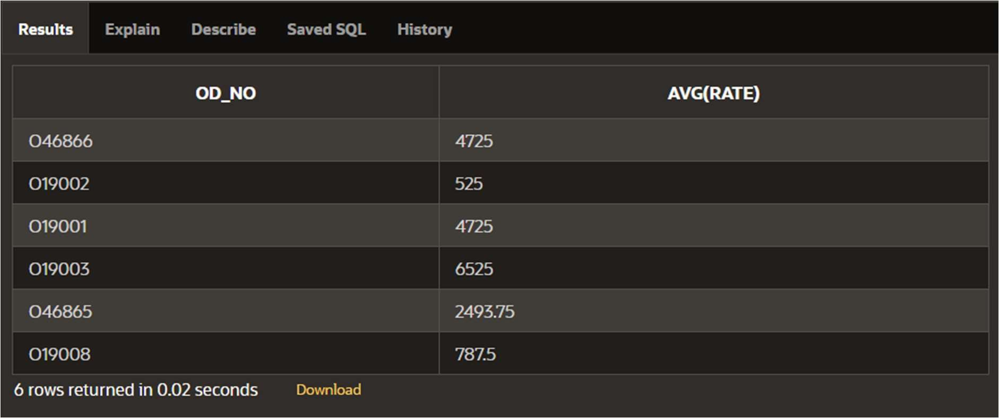 Results Explain Describe Saved SQL History
OD_NO AVG(RATE)
O46866 4725
O19002 525
O19001 4725
O19003 6525
O46865 2493.75
O19008 787.5
6 rows returned in 0.02 seconds Download